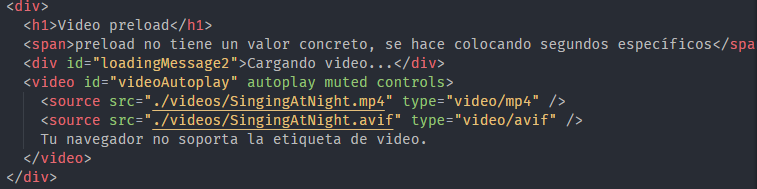 <div>
<h1>Video preload</h1>
<span>preload no tiene un valor concreto, se hace colocando segundos específicos</spa
<div id="loadingMessage2">Cargando video...</div>
<video id="videoAutoplay" autoplay muted controls>
<source src="./videos/SingingAtNight.mp4" type="video/mp4" />
<source src="./videos/SingingAtNight.avif" type="video/avif" />
Tu navegador no soporta la etiqueta de video.
</video>
</div>